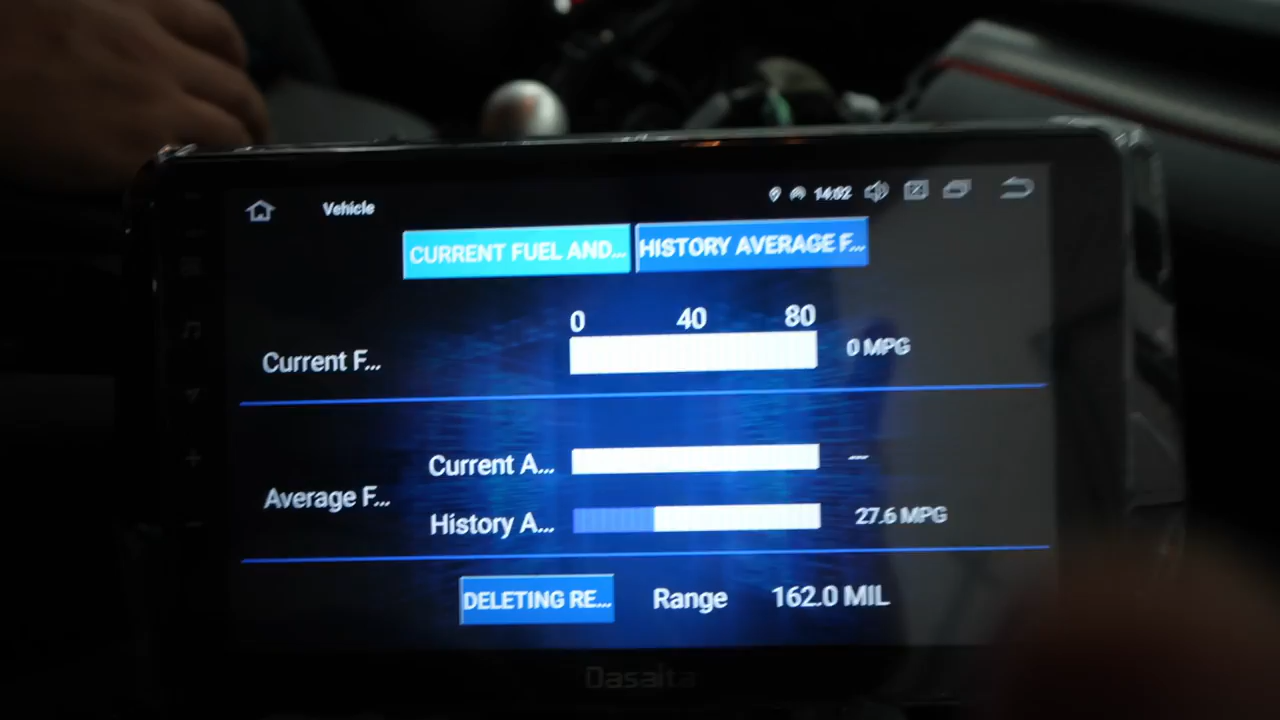 Vehicle 14:02
CURRENT FUEL AND... HISTORY AVERAGE F...
0 40 80
Current F... 0 MPG
Current A... ---
Average F...
History A... 27.6 MPG
DELETING RE... Range 162.0 MIL
Dasaita